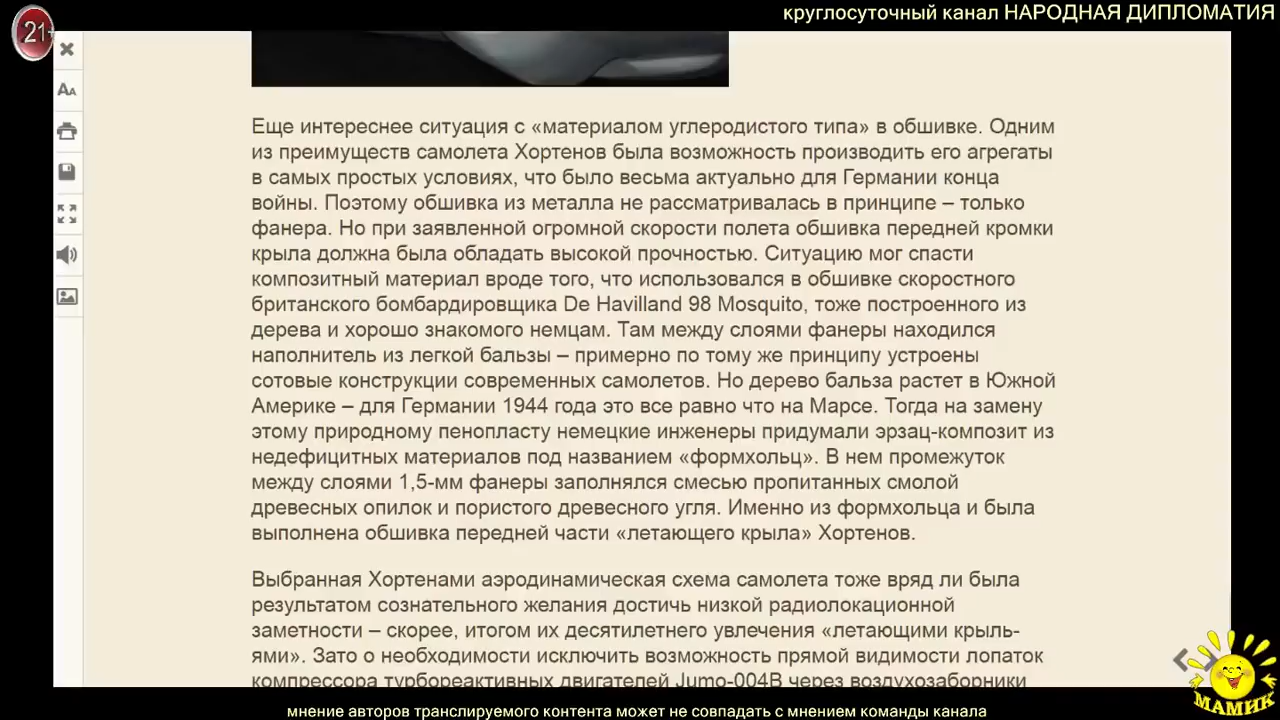 круглосуточный канал НАРОДНАЯ ДИПЛОМАТИЯ
21+
AA
Еще интереснее ситуация с «материалом углеродистого типа» в обшивке. Одним
из преимуществ самолета Хортенов была возможность производить его агрегаты
в самых простых условиях, что было весьма актуально для Германии конца
войны. Поэтому обшивка из металла не рассматривалась в принципе – только
фанера. Но при заявленной огромной скорости полета обшивка передней кромки
крыла должна была обладать высокой прочностью. Ситуацию мог спасти
композитный материал вроде того, что использовался в обшивке скоростного
британского бомбардировщика De Havilland 98 Mosquito, тоже построенного из
дерева и хорошо знакомого немцам. Там между слоями фанеры находился
наполнитель из легкой бальзы – примерно по тому же принципу устроены
сотовые конструкции современных самолетов. Но дерево бальза растет в Южной
Америке – для Германии 1944 года это все равно что на Марсе. Тогда на замену
этому природному пенопласту немецкие инженеры придумали эрзац-композит из
недефицитных материалов под названием «формхольц». В нем промежуток
между слоями 1,5-мм фанеры заполнялся смесью пропитанных смолой
древесных опилок и пористого древесного угля. Именно из формхольца и была
выполнена обшивка передней части «летающего крыла» Хортенов.
Выбранная Хортенами аэродинамическая схема самолета тоже вряд ли была
результатом сознательного желания достичь низкой радиолокационной
заметности – скорее, итогом их десятилетнего увлечения «летающими крыль-
ями». Зато о необходимости исключить возможность прямой видимости лопаток
компрессора турбореактивных двигателей Jumo-004B через воздухозаборники
МАМИК
мнение авторов транслируемого контента может не совпадать с мнением команды канала